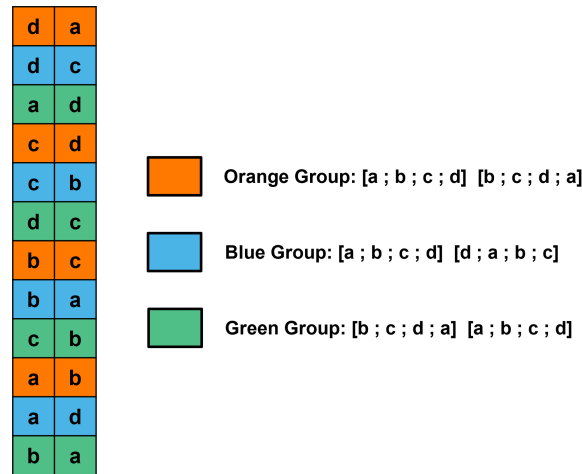 d a
d c
a d
c d
c b
d c
b c
b a
c b
a b
a d
b a
Orange Group: [a ; b ; c ; d] [b ; c ; d ; a]
Blue Group: [a ; b ; c ; d] [d ; a ; b ; c]
Green Group: [b ; c ; d ; a] [a ; b ; c ; d]